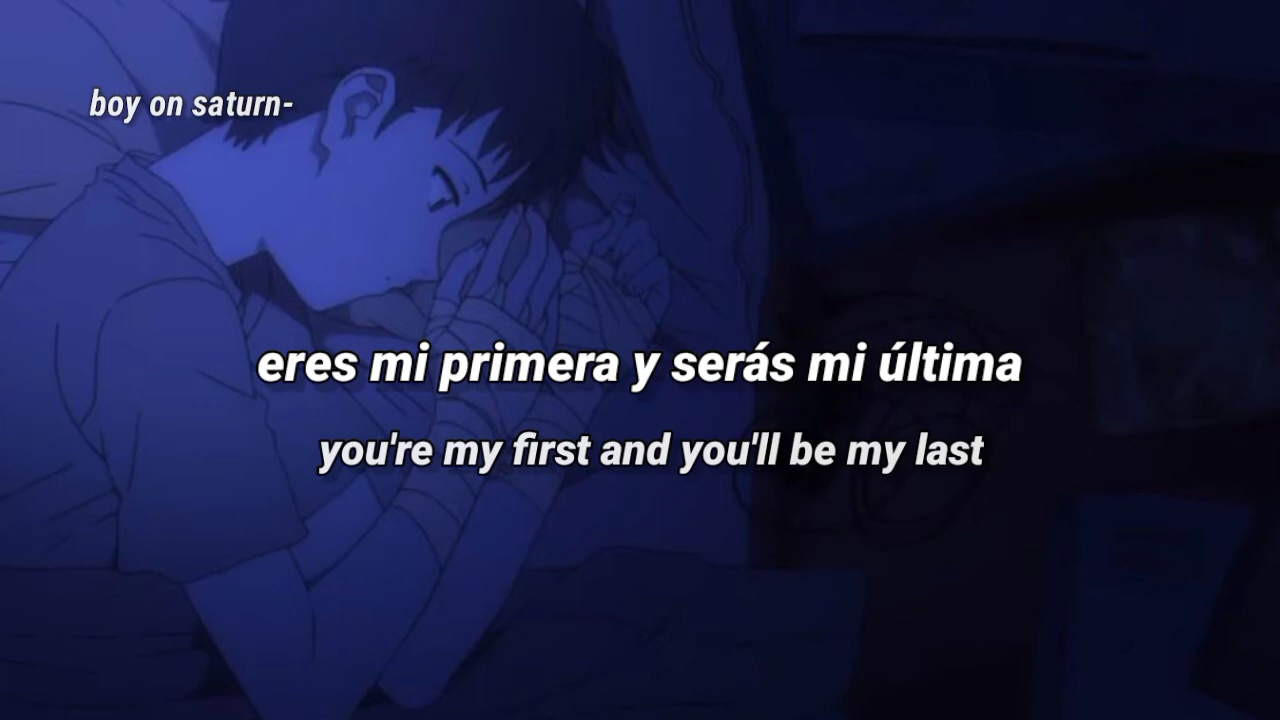 boy on saturn-
eres mi primera y serás mi última
you're my first and you'll be my last